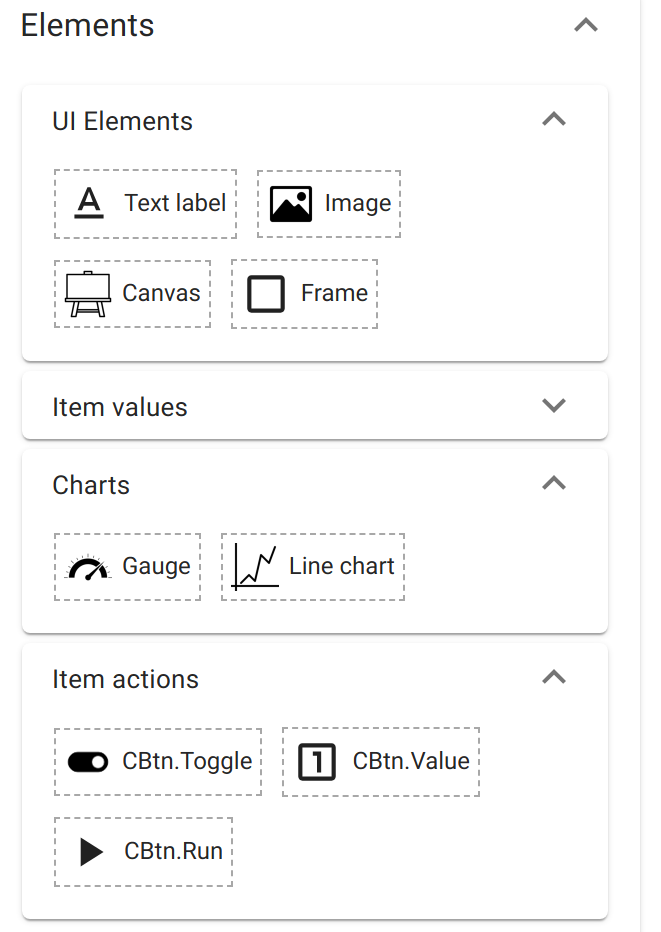 Elements
UI Elements
Text label
Image
Canvas
Frame
Item values
Charts
Gauge
Line chart
Item actions
CBtn.Toggle
1 CBtn.Value
CBtn.Run